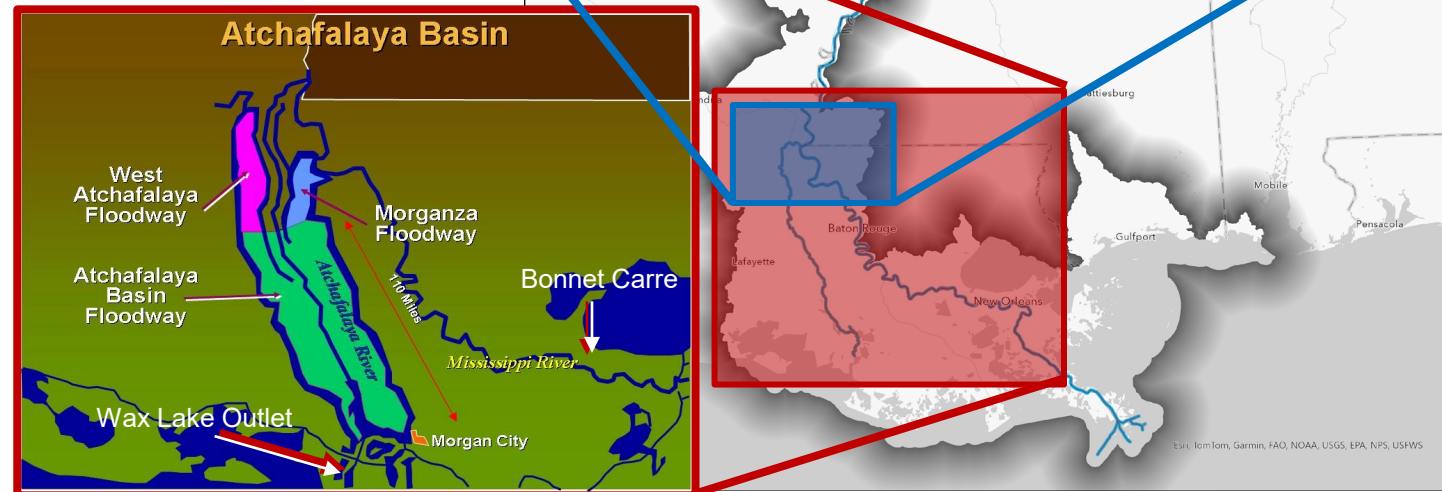 Atchafalaya Basin
West
Atchafalaya
Floodway
Morganza
Floodway
Atchafalaya
Basin
Floodway
Atchafalaya River
110 Miles
Bonnet Carre
Mississippi River
Wax Lake Outlet
Morgan City
Baton Rouge
Lafayette
New Orleans
Gulfport
Mobile
Pensacola
Esri, TomTom, Garmin, FAO, NOAA, USGS, EPA, NPS, USFWS